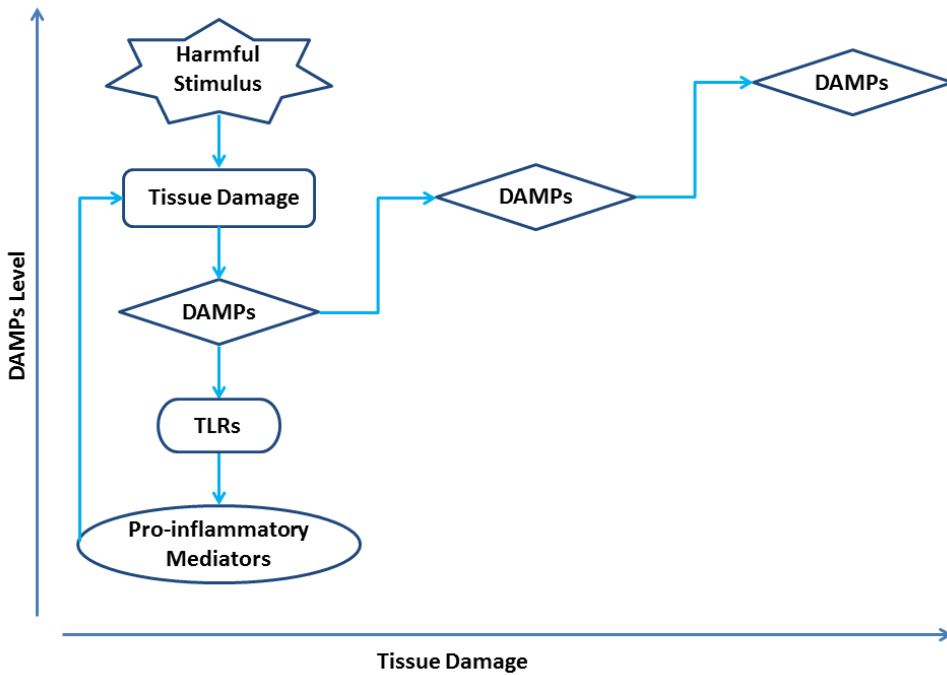 Harmful
Stimulus
DAMPs
Tissue Damage
DAMPs
DAMPs
TLRs
Pro-inflammatory
Mediators
DAMPs Level
Tissue Damage